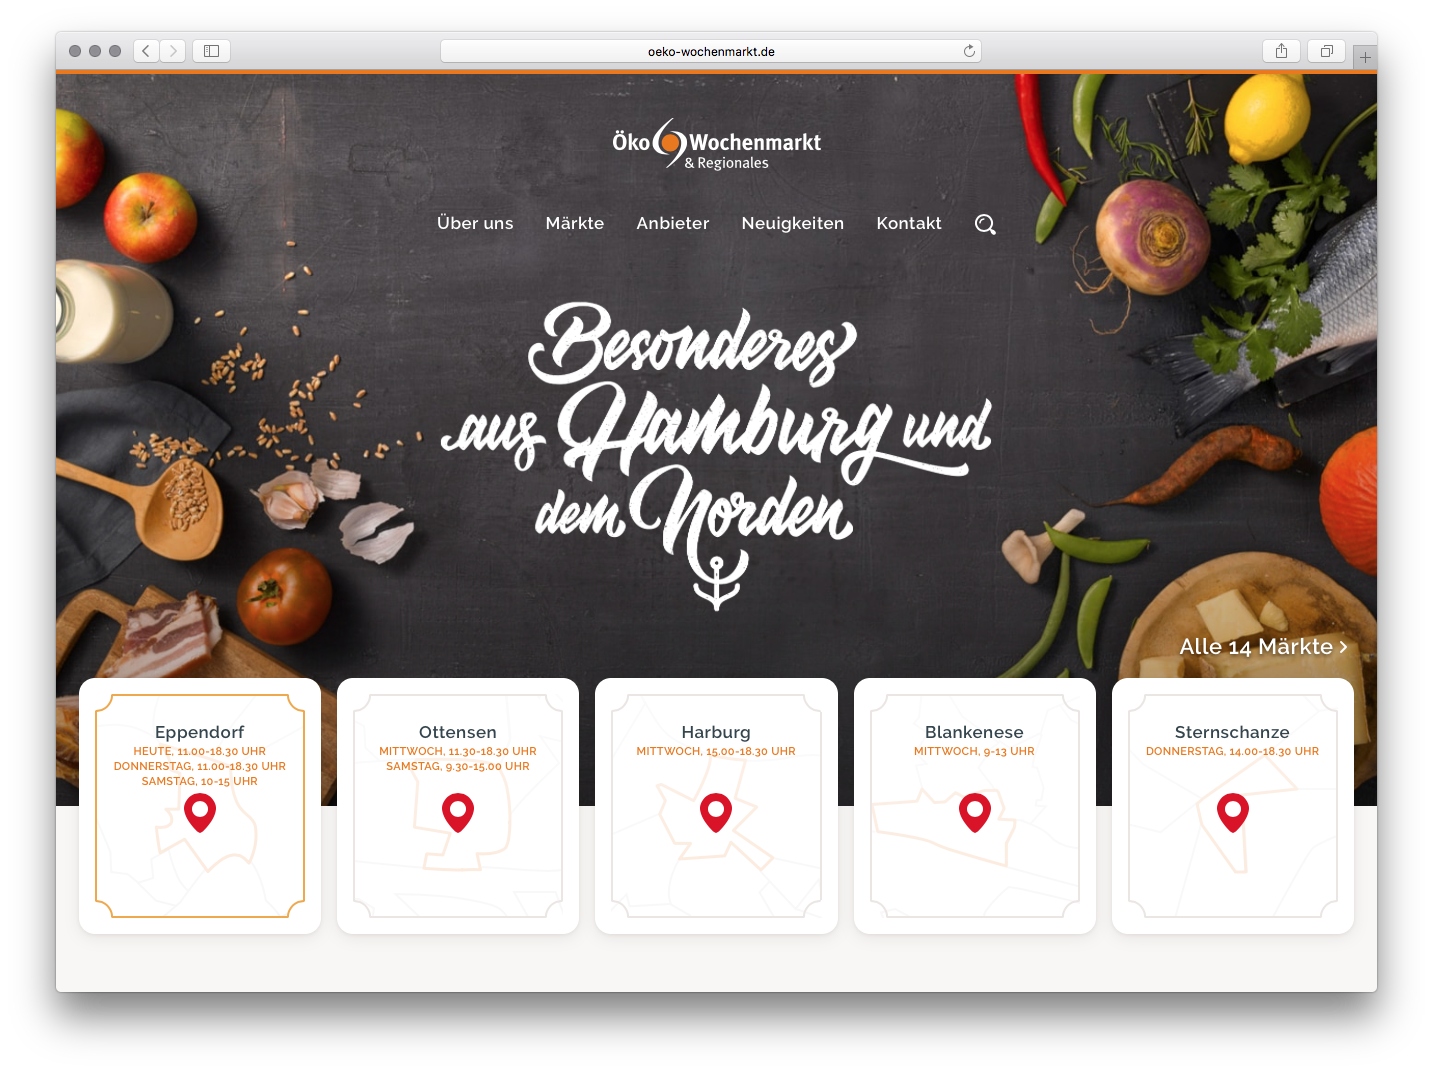 oeko-wochenmarkt.de
Öko Wochenmarkt
& Regionales
Über uns Märkte Anbieter Neuigkeiten Kontakt
Besonderes
aus Hamburg und
dem Norden
Alle 14 Märkte
Eppendorf
HEUTE, 11.00-18.30 UHR
DONNERSTAG, 11.00-18.30 UHR
SAMSTAG, 10-15 UHR
Ottensen
MITTWOCH, 11.30-18.30 UHR
SAMSTAG, 9.30-15.00 UHR
Harburg
MITTWOCH, 15.00-18.30 UHR
Blankenese
MITTWOCH, 9-13 UHR
Sternschanze
DONNERSTAG, 14.00-18.30 UHR